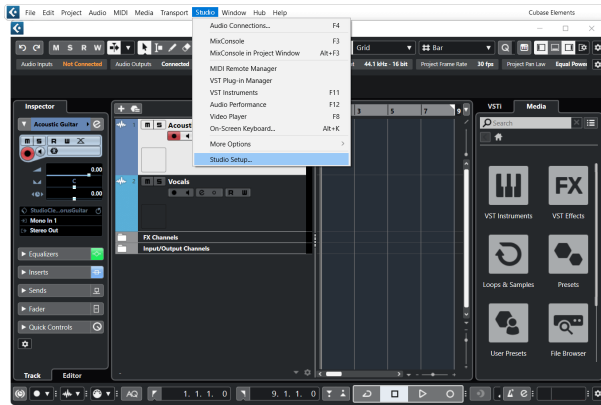 File Edit Project Audio MIDI Media Transport Studio Window Hub Help Cubase Elements
M S R W Grid Bar Q
Audio Inputs Not Connected Audio Outputs Connected 44.1 kHz - 16 bit Project Frame Rate 30 fps Project Pan Law Equal Power
Audio Connections... F4
MixConsole F3
MixConsole in Project Window Alt+F3
MIDI Remote Manager
VST Plug-in Manager
VST Instruments F11
Audio Performance F12
Video Player F8
On-Screen Keyboard... Alt+K
More Options
Studio Setup...
Inspector
Acoustic Guitar
M S R W
0.00
C
0.00
Mono In 1
Stereo Out
Equalizers
Inserts
Sends
Fader
Quick Controls
Track Editor
1 M S
2 M S Vocals
R W
FX Channels
Input/Output Channels
3 5 7 9
VSTi Media
Search
VST Instruments
FX
VST Effects
Loops & Samples Presets
User Presets File Browser
AQ 1. 1. 1. 0 9. 1. 1. 0